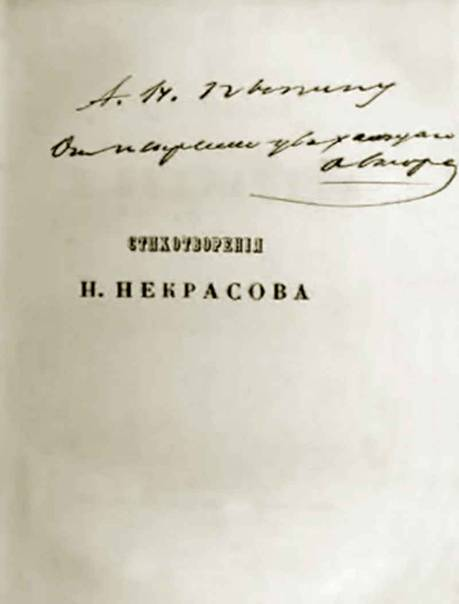 А. Н. Пыпину
От искренно уважающаго
автора
СТИХОТВОРЕНІЯ
Н. НЕКРАСОВА